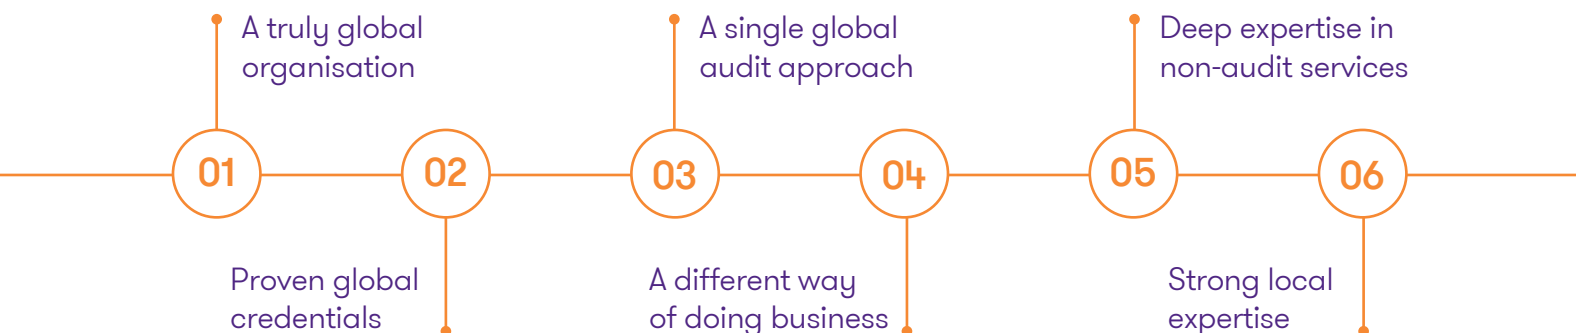 A truly global
organisation
A single global
audit approach
Deep expertise in
non-audit services
01
02
03
04
05
06
Proven global
credentials
A different way
of doing business
Strong local
expertise